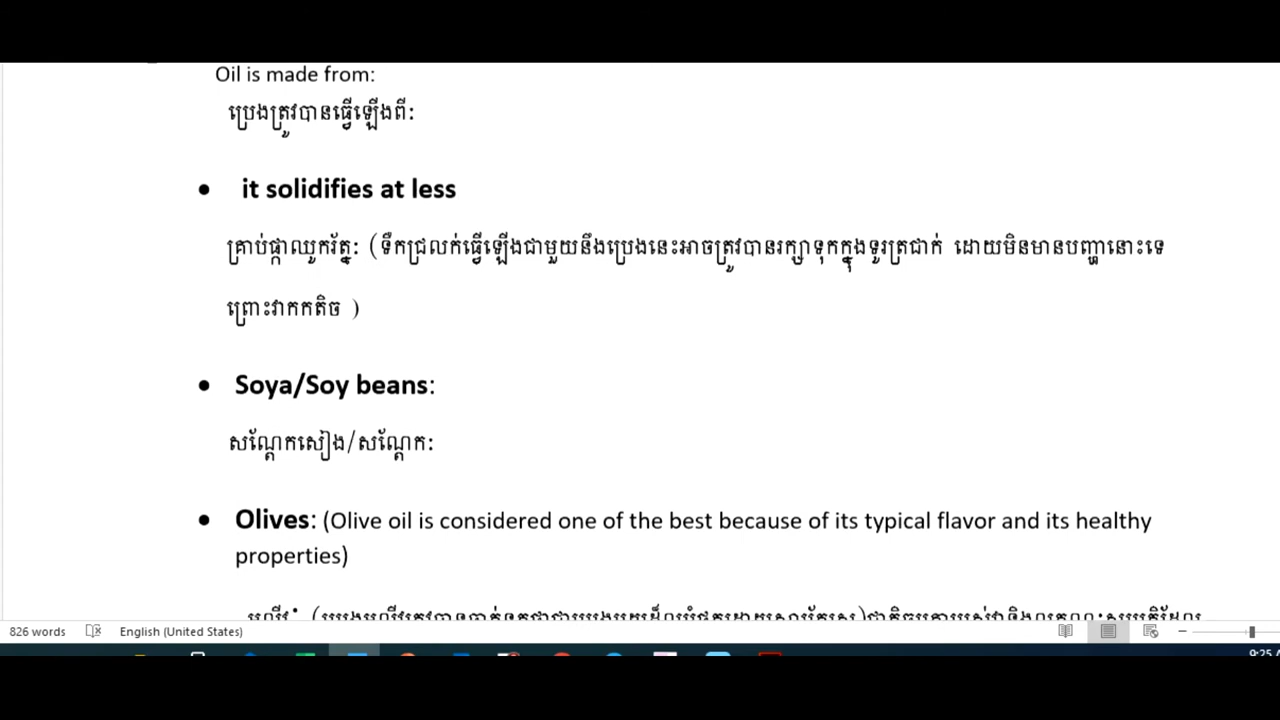 Oil is made from:
ប្រេងត្រូវបានធ្វើឡើងពី:
• it solidifies at less
គ្រាប់ផ្កាឈូករ័ត្ន: (ទឹកជ្រលក់ធ្វើឡើងជាមួយនឹងប្រេងនេះអាចត្រូវបានរក្សាទុកក្នុងទូរត្រជាក់ ដោយមិនមានបញ្ហានោះទេ
ព្រោះវាកកតិច )
• Soya/Soy beans:
សណ្តែកសៀង/សណ្តែក:
• Olives: (Olive oil is considered one of the best because of its typical flavor and its healthy
properties)
826 words English (United States)
9:25